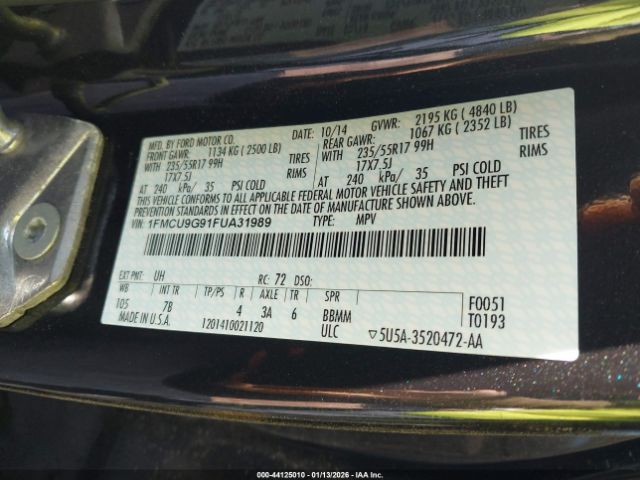 MFD. BY FORD MOTOR CO. DATE: 10/14 GVWR: 2195 KG ( 4840 LB)
FRONT GAWR: 1134 KG ( 2500 LB) REAR GAWR: 1067 KG ( 2352 LB)
WITH 235/55R17 99H TIRES WITH 235/55R17 99H TIRES
17X7.5J RIMS 17X7.5J RIMS
AT 240 kPa/ 35 PSI COLD AT 240 kPa/ 35 PSI COLD
THIS VEHICLE CONFORMS TO ALL APPLICABLE FEDERAL MOTOR VEHICLE SAFETY AND THEFT
PREVENTION STANDARDS IN EFFECT ON THE DATE OF MANUFACTURE SHOWN ABOVE.
VIN: 1FMCU9G91FUA31989 TYPE: MPV
EXT PNT: UH RC: 72 DSO:
WB INT TR TP/PS R AXLE TR SPR F0051
105 7B 4 3A 6 BBMM T0193
MADE IN U.S.A. 1201410021120 ULC ▽5U5A-3520472-AA
000-44125010 - 01/13/2026 - IAA Inc.